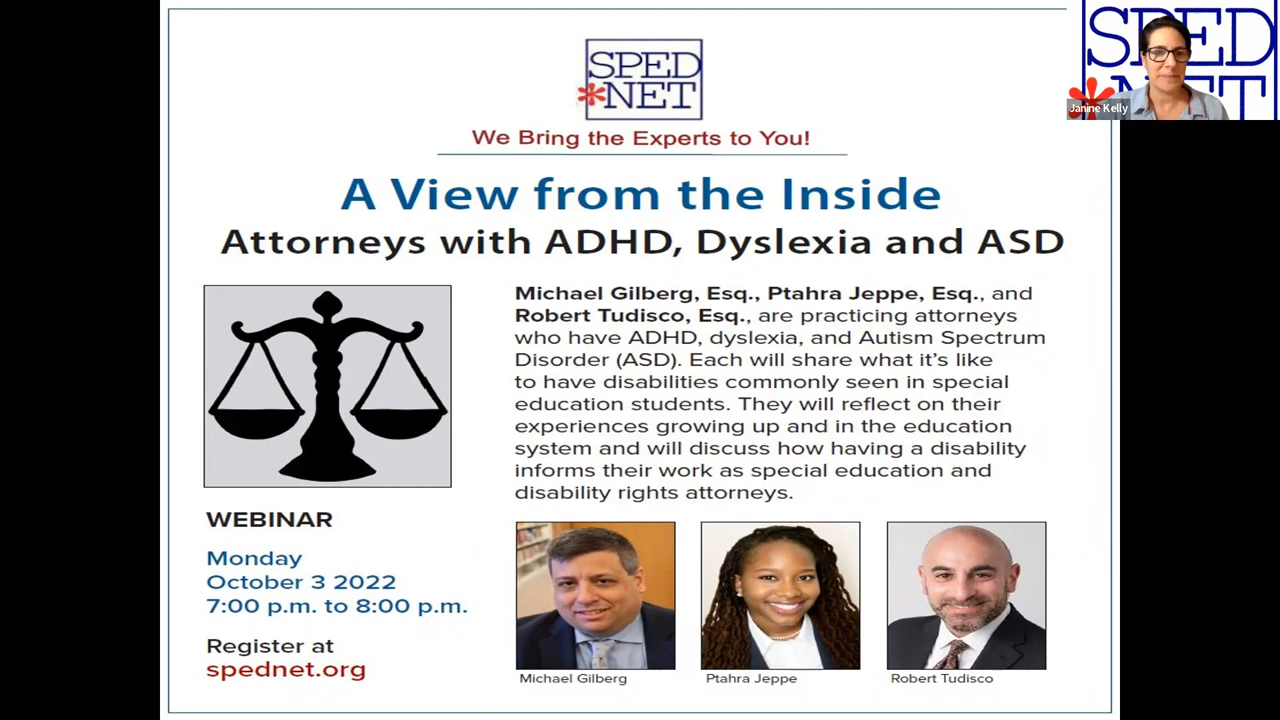 SPED
*NET
We Bring the Experts to You!
A View from the Inside
Attorneys with ADHD, Dyslexia and ASD
Michael Gilberg, Esq., Ptahra Jeppe, Esq., and
Robert Tudisco, Esq., are practicing attorneys
who have ADHD, dyslexia, and Autism Spectrum
Disorder (ASD). Each will share what it’s like
to have disabilities commonly seen in special
education students. They will reflect on their
experiences growing up and in the education
system and will discuss how having a disability
informs their work as special education and
disability rights attorneys.
WEBINAR
Monday
October 3 2022
7:00 p.m. to 8:00 p.m.
Register at
spednet.org
Michael Gilberg
Ptahra Jeppe
Robert Tudisco
SPED
NET
Janine Kelly